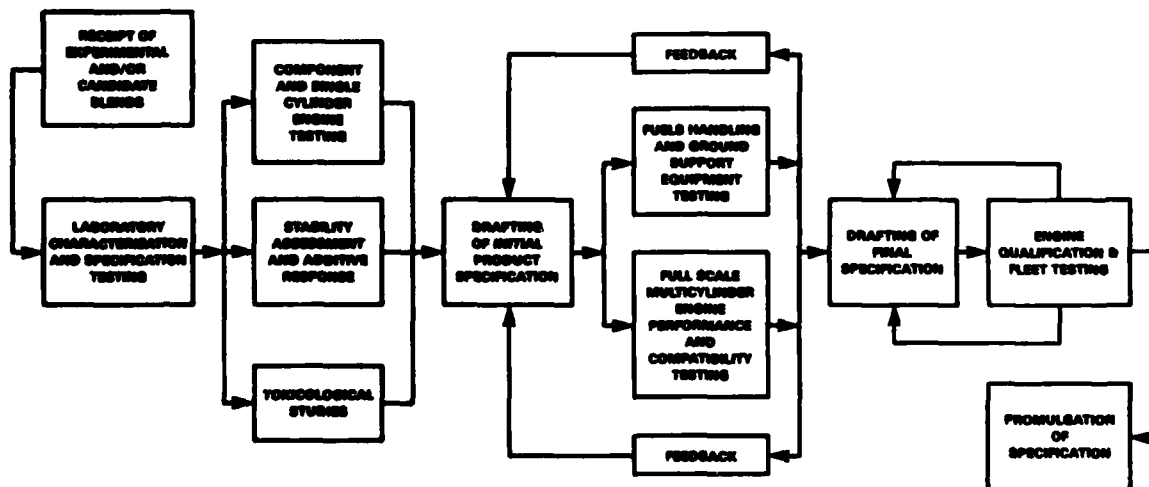 RECEIPT OF
EXPERIMENTAL
AND/OR
CANDIDATE
BLENDS
LABORATORY
CHARACTERIZATION
AND SPECIFICATION
TESTING
COMPONENT
AND SINGLE
CYLINDER
ENGINE
TESTING
STABILITY
ASSESSMENT
AND ADDITIVE
RESPONSE
TOXICOLOGICAL
STUDIES
DRAFTING
OF INITIAL
PRODUCT
SPECIFICATION
FEEDBACK
FUELS HANDLING
AND GROUND
SUPPORT
EQUIPMENT
TESTING
FULL SCALE
MULTICYLINDER
ENGINE
PERFORMANCE
AND
COMPATIBILITY
TESTING
FEEDBACK
DRAFTING OF
FINAL
SPECIFICATION
ENGINE
QUALIFICATION &
FLEET TESTING
PROMULGATION
OF
SPECIFICATION